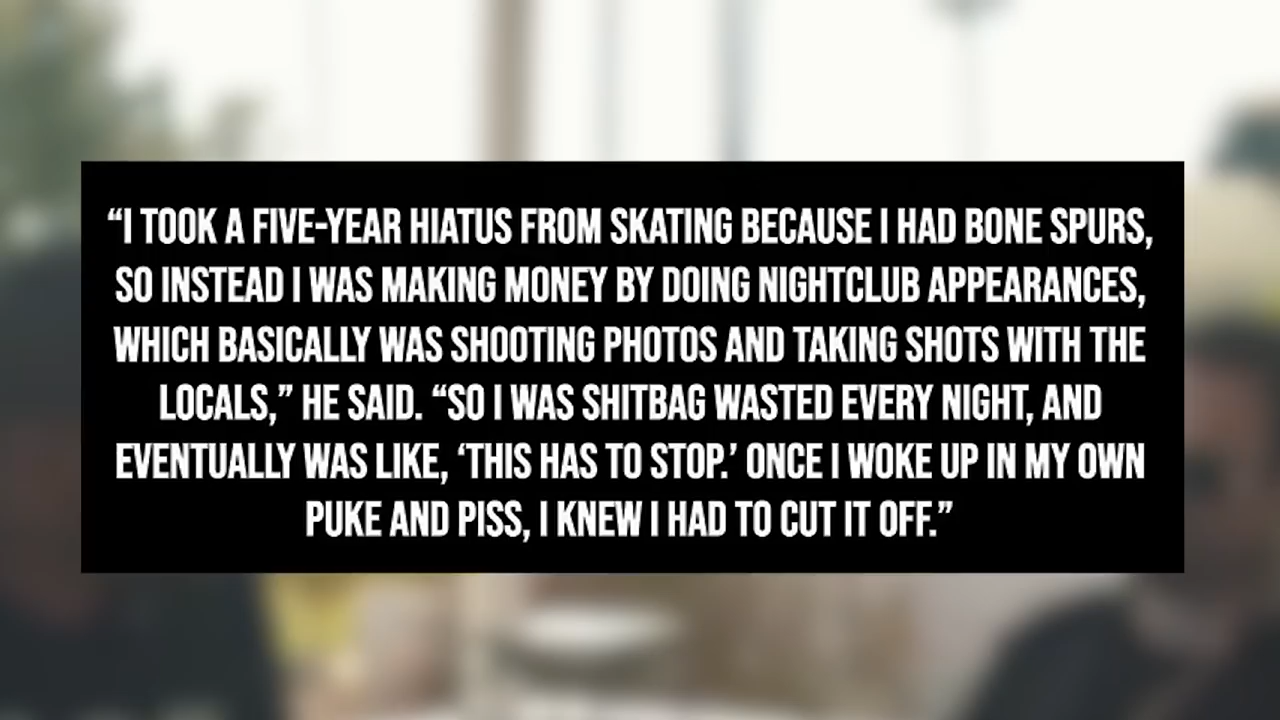 “I TOOK A FIVE-YEAR HIATUS FROM SKATING BECAUSE I HAD BONE SPURS,
SO INSTEAD I WAS MAKING MONEY BY DOING NIGHTCLUB APPEARANCES,
WHICH BASICALLY WAS SHOOTING PHOTOS AND TAKING SHOTS WITH THE
LOCALS,” HE SAID. “SO I WAS SHITBAG WASTED EVERY NIGHT, AND
EVENTUALLY WAS LIKE, ‘THIS HAS TO STOP.’ ONCE I WOKE UP IN MY OWN
PUKE AND PISS, I KNEW I HAD TO CUT IT OFF.”